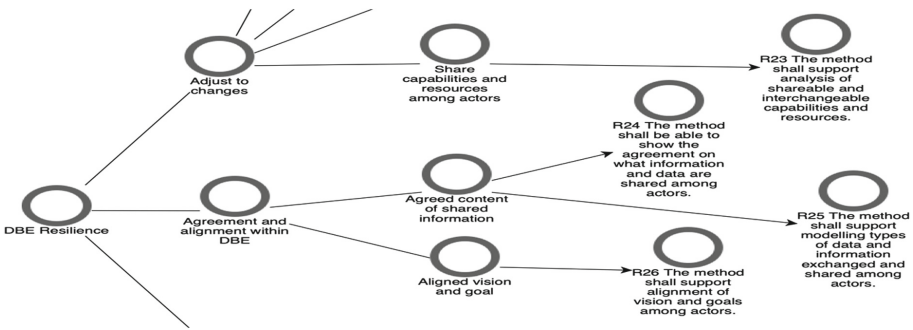 Adjust to
changes
Share
capabilities and
resources
among actors
R23 The method
shall support
analysis of
shareable and
interchangeable
capabilities and
resources.
R24 The method
shall be able to
show the
agreement on
what information
and data are
shared among
actors.
DBE Resilience
Agreement and
alignment within
DBE
Agreed content
of shared
information
R25 The method
shall support
modelling types
of data and
information
exchanged and
shared among
actors.
Aligned vision
and goal
R26 The method
shall support
alignment of
vision and goals
among actors.